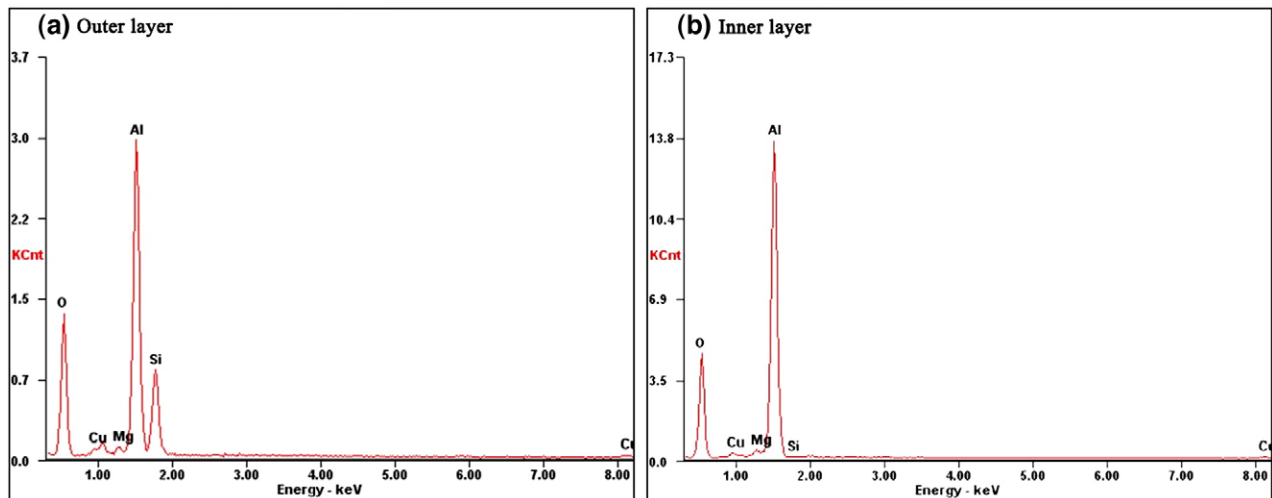 (a) Outer layer
3.7
3.0
2.2
KCnt
1.5
0.7
0.0
O
Cu
Mg
Al
Si
Cu
1.00 2.00 3.00 4.00 5.00 6.00 7.00 8.00
Energy - keV
(b) Inner layer
17.3
13.8
10.4
KCnt
6.9
3.5
0.0
O
Cu
Mg
Al
Si
Cu
1.00 2.00 3.00 4.00 5.00 6.00 7.00 8.00
Energy - keV